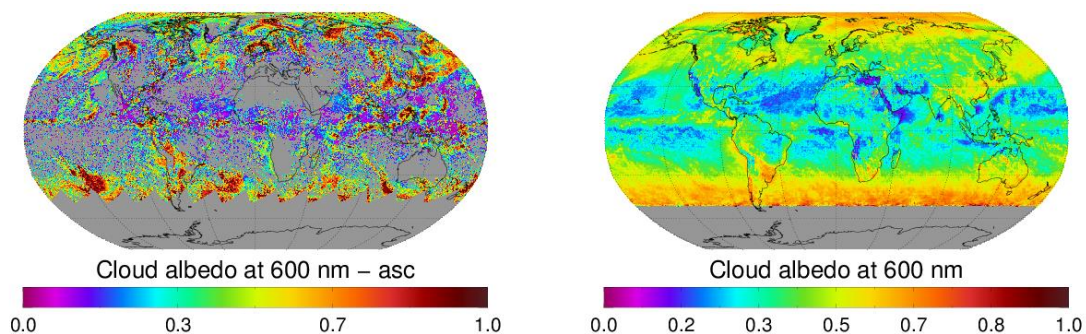 Cloud albedo at 600 nm – asc
0.0 0.3 0.7 1.0
Cloud albedo at 600 nm
0.0 0.2 0.3 0.5 0.7 0.8 1.0